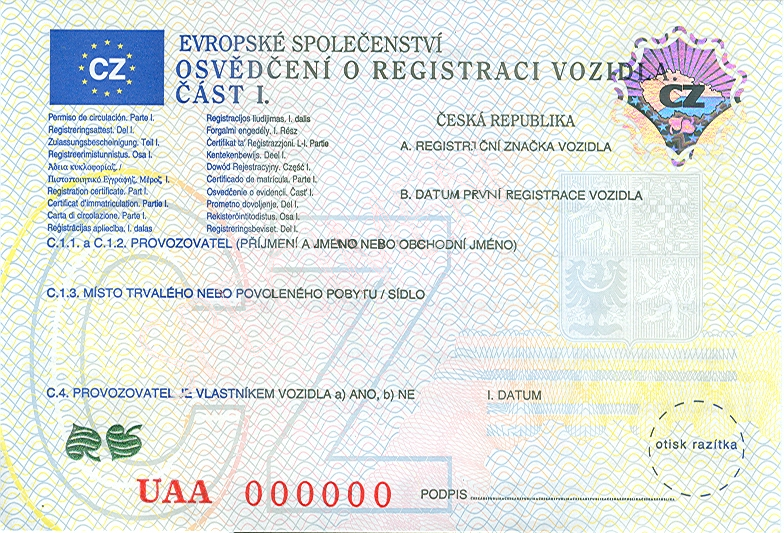 CZ
EVROPSKÉ SPOLEČENSTVÍ
OSVĚDČENÍ O REGISTRACI VOZIDLA
ČÁST I.
CZ
Permiso de circulación. Parte I.
Registreringsattest. Del I.
Zulassungsbescheinigung. Teil I.
Registreerimistunnistus. Osa I.
Άδεια κυκλοφορίας. /
Πιστοποιητικό Εγγραφής. Μέρος. I.
Registration certificate. Part I.
Certificat d'immatriculation. Partie I.
Carta di circolazione. Parte I.
Reģistrācijas apliecība. I. dalas
Registracijos liudijimas. I. dalis
Forgalmi engedély. I. Rész
Ċertifikat ta' Reġistrazzjoni. L-I. Parte
Kentekenbewijs. Deel I.
Dowód Rejestracyjny. Część I.
Certificado de matrícula. Parte I.
Osvedčenie o evidencii. Časť I.
Prometno dovoljenje. Del I.
Rekisteröintitodistus. Osa I.
Registreringsbeviset. Del I.
ČESKÁ REPUBLIKA
A. REGISTRAČNÍ ZNAČKA VOZIDLA
B. DATUM PRVNÍ REGISTRACE VOZIDLA
C.1.1. a C.1.2. PROVOZOVATEL (PŘÍJMENÍ A JMÉNO NEBO OBCHODNÍ JMÉNO)
C.1.3. MÍSTO TRVALÉHO NEBO POVOLENÉHO POBYTU / SÍDLO
C.4. PROVOZOVATEL JE VLASTNÍKEM VOZIDLA a) ANO, b) NE
I. DATUM
otisk razítka
UAA 000000
PODPIS